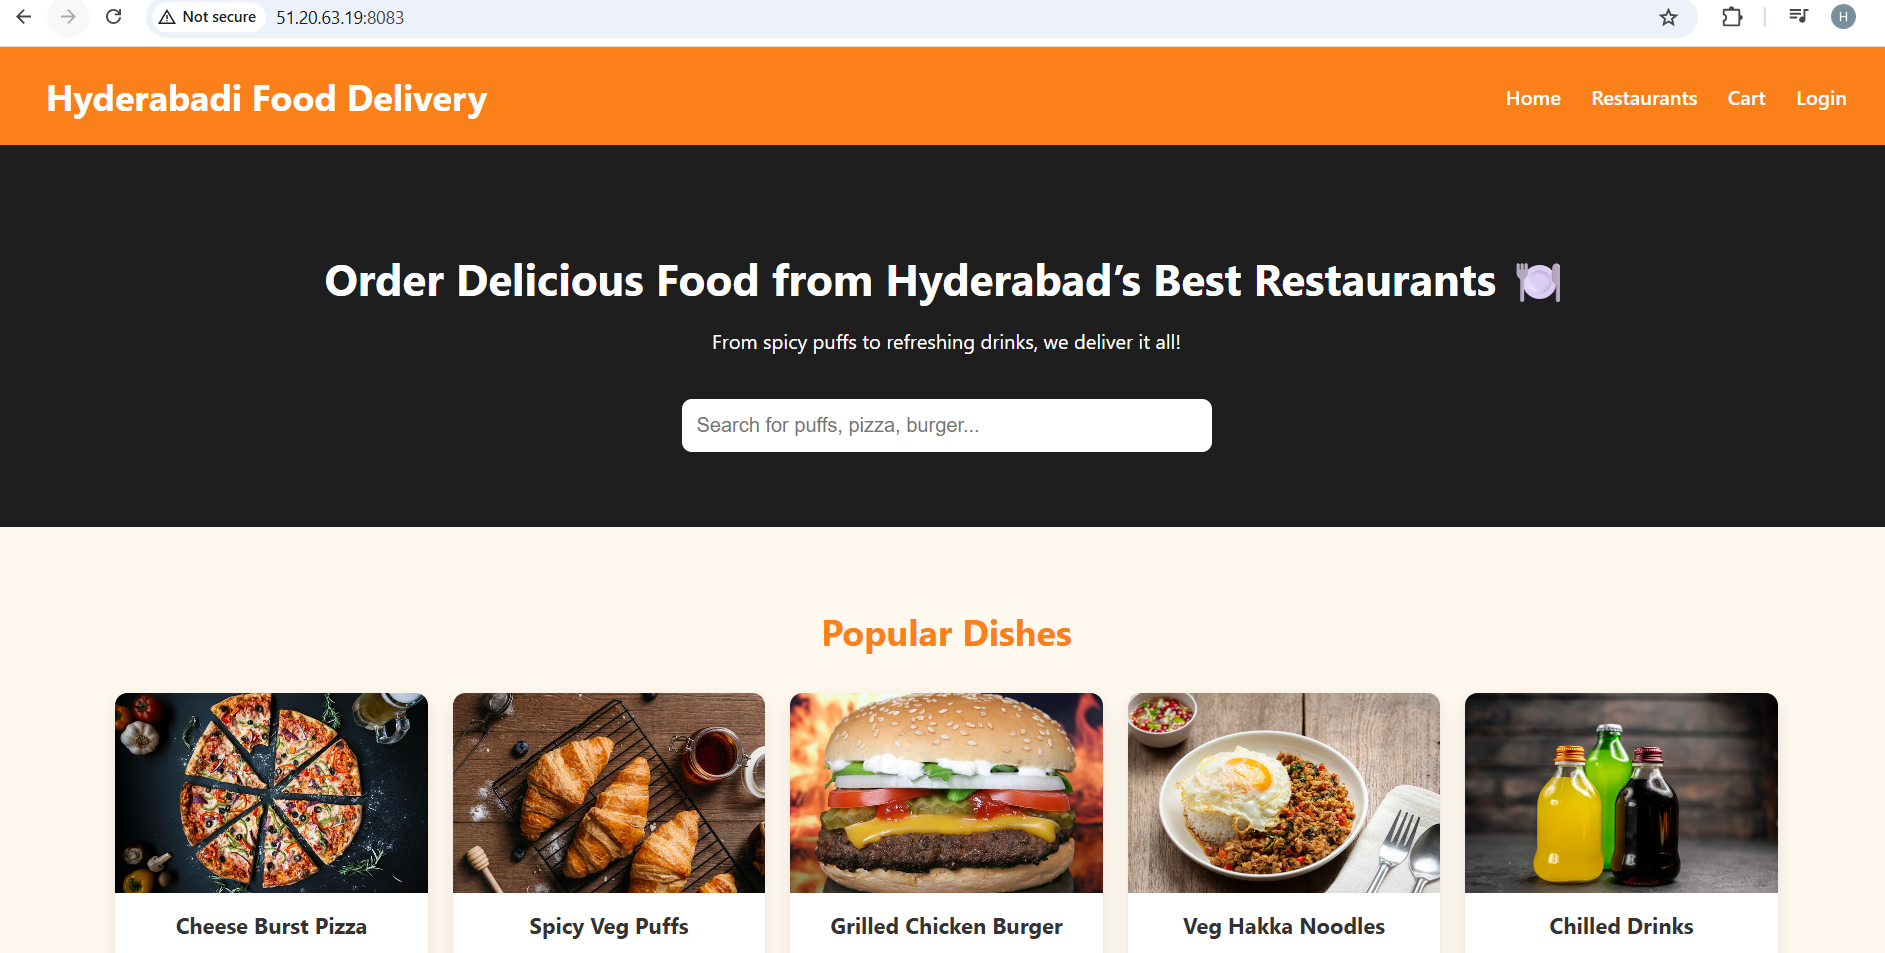 Not secure 51.20.63.19:8083
H
Hyderabadi Food Delivery
Home Restaurants Cart Login
Order Delicious Food from Hyderabad’s Best Restaurants 🍽️
From spicy puffs to refreshing drinks, we deliver it all!
Search for puffs, pizza, burger...
Popular Dishes
Cheese Burst Pizza
Spicy Veg Puffs
Grilled Chicken Burger
Veg Hakka Noodles
Chilled Drinks